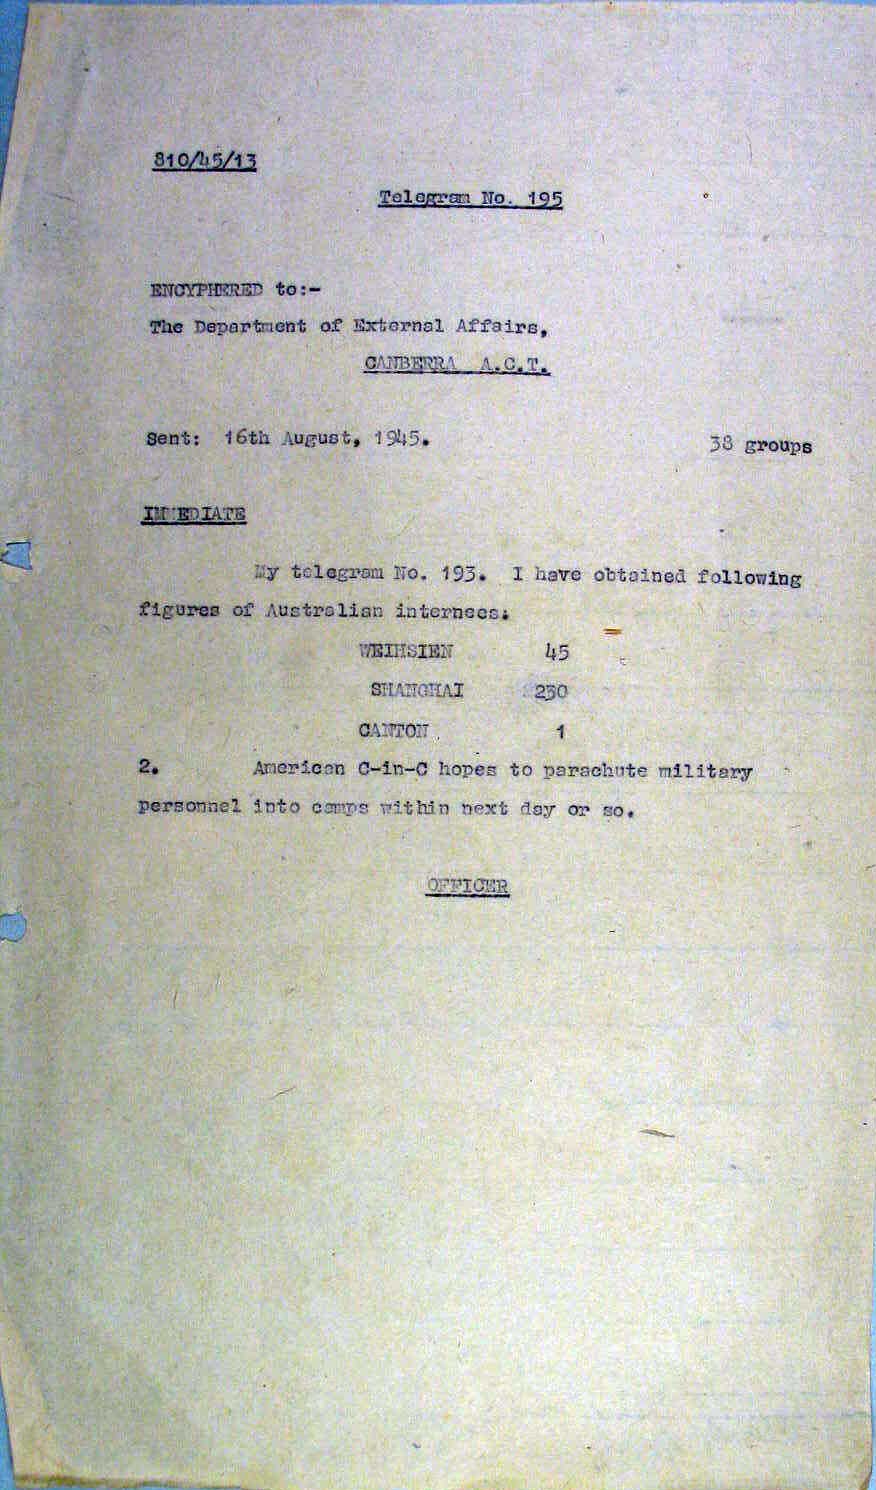 810/45/13
Telegram No. 195
ENCYPHERED to:-
The Department of External Affairs,
CANBERRA A.C.T.
Sent: 16th August, 1945. 38 groups
IMMEDIATE
My telegram No. 193. I have obtained following
figures of Australian internees:
WEIHSIEN 45
SHANGHAI 230
CANTON 1
2. American C-in-C hopes to parachute military
personnel into camps within next day or so.
OFFICER